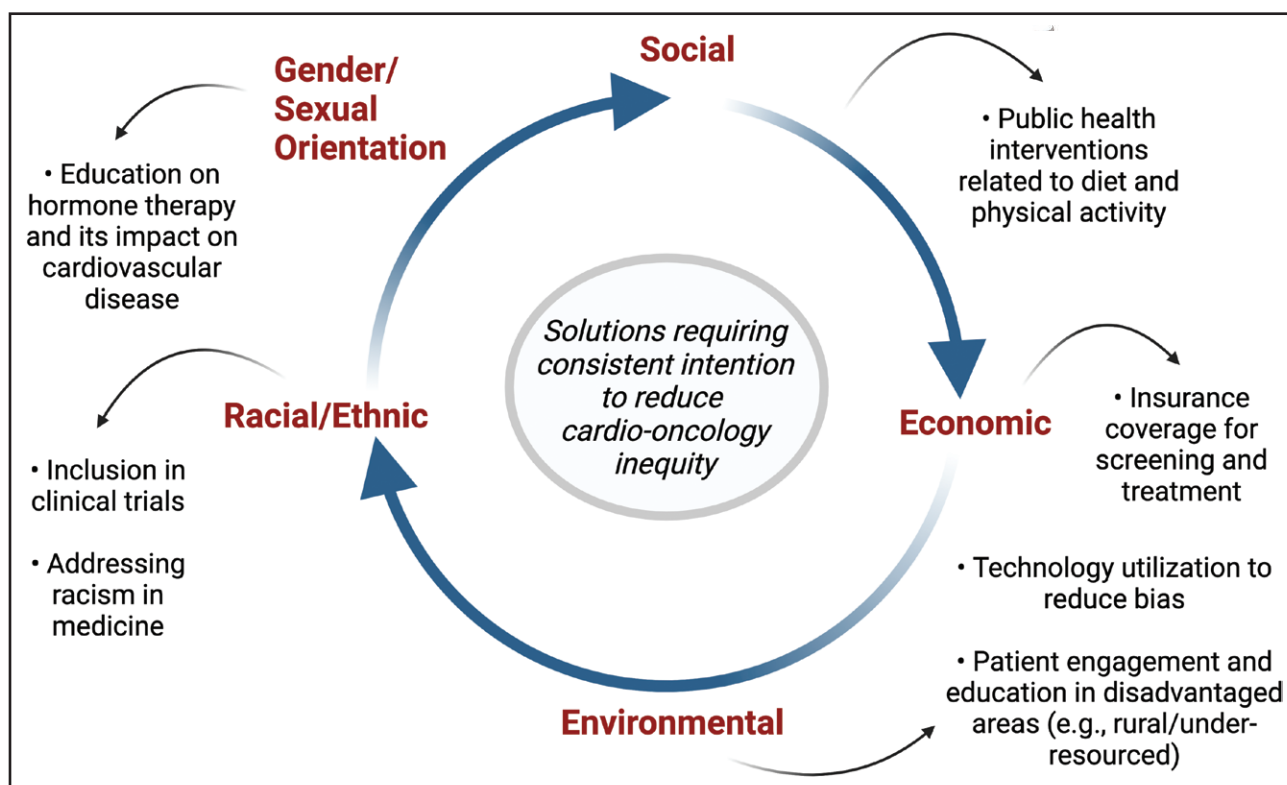 Social
Gender/
Sexual
Orientation
• Education on
hormone therapy
and its impact on
cardiovascular
disease
• Public health
interventions
related to diet and
physical activity
Solutions requiring
consistent intention
to reduce
cardio-oncology
inequity
Racial/Ethnic
• Inclusion in
clinical trials
• Addressing
racism in
medicine
Economic
• Insurance
coverage for
screening and
treatment
Environmental
• Technology utilization to
reduce bias
• Patient engagement and
education in disadvantaged
areas (e.g., rural/under-
resourced)